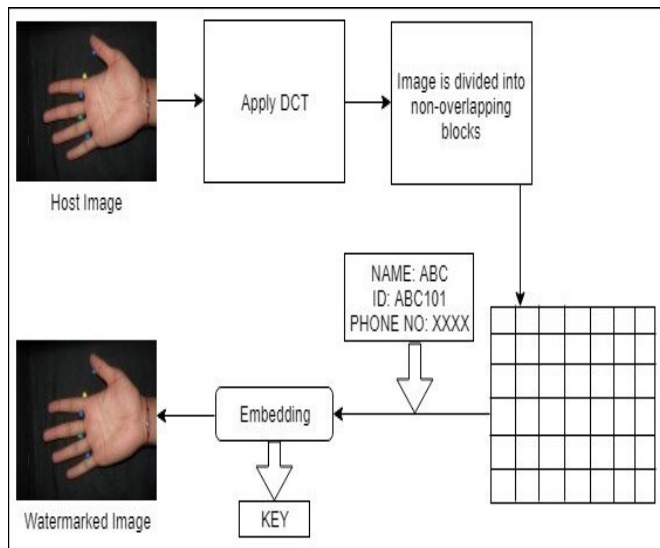 Host Image
Apply DCT
Image is divided into
non-overlapping
blocks
NAME: ABC
ID: ABC101
PHONE NO: XXXX
Embedding
KEY
Watermarked Image